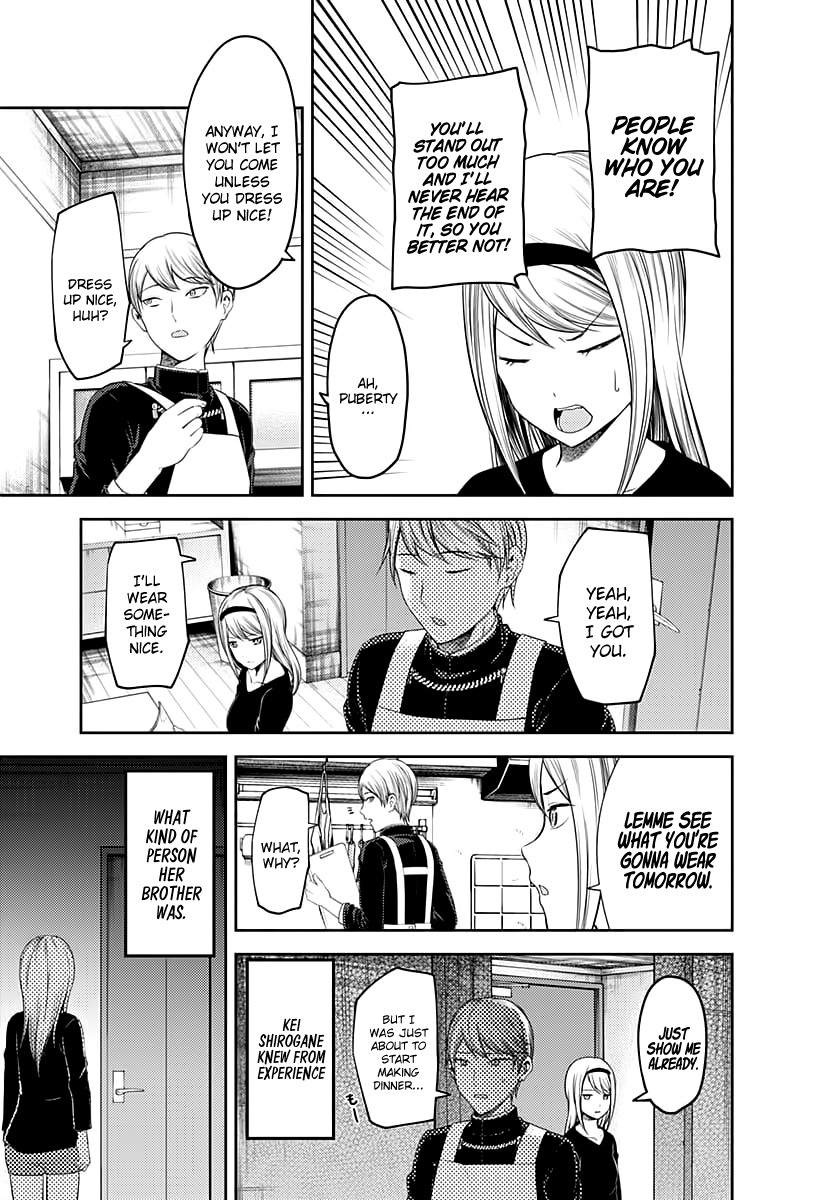 PEOPLE
KNOW
WHO YOU
ARE!
YOU'LL
STAND OUT
TOO MUCH
AND I'LL
NEVER HEAR
THE END OF
IT, SO YOU
BETTER NOT!
AH,
PUBERTY
...
ANYWAY, I
WON'T LET
YOU COME
UNLESS
YOU DRESS
UP NICE!
DRESS
UP NICE,
HUH?
YEAH,
YEAH,
I GOT
YOU.
I'LL
WEAR
SOME-
THING
NICE.
LEMME SEE
WHAT YOU'RE
GONNA WEAR
TOMORROW.
WHAT,
WHY?
JUST
SHOW ME
ALREADY.
BUT I
WAS JUST
ABOUT TO
START
MAKING
DINNER...
もー
KEI
SHIROGANE
KNEW FROM
EXPERIENCE
WHAT
KIND OF
PERSON
HER
BROTHER
WAS.